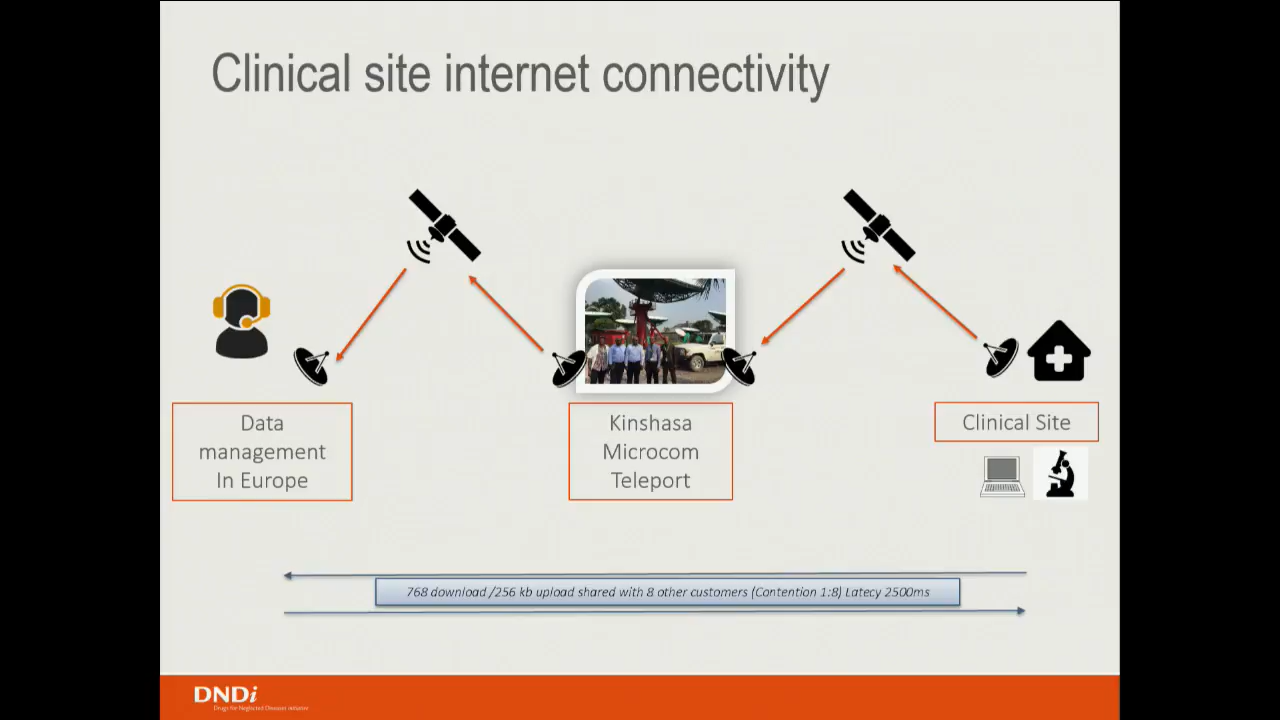 Clinical site internet connectivity
Data
management
In Europe
Kinshasa
Microcom
Teleport
Clinical Site
768 download /256 kb upload shared with 8 other customers (Contention 1:8) Latecy 2500ms
DNDi
Drugs for Neglected Diseases initiative